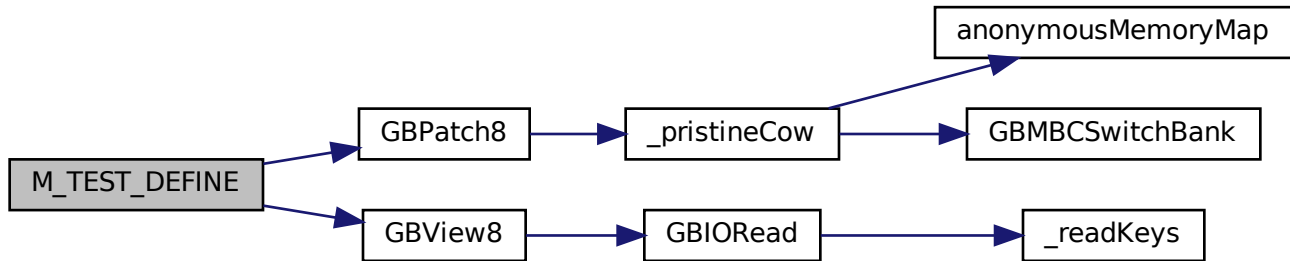 anonymousMemoryMap
GBPatch8
_pristineCow
GBMBCSwitchBank
M_TEST_DEFINE
GBView8
GBIORead
_readKeys